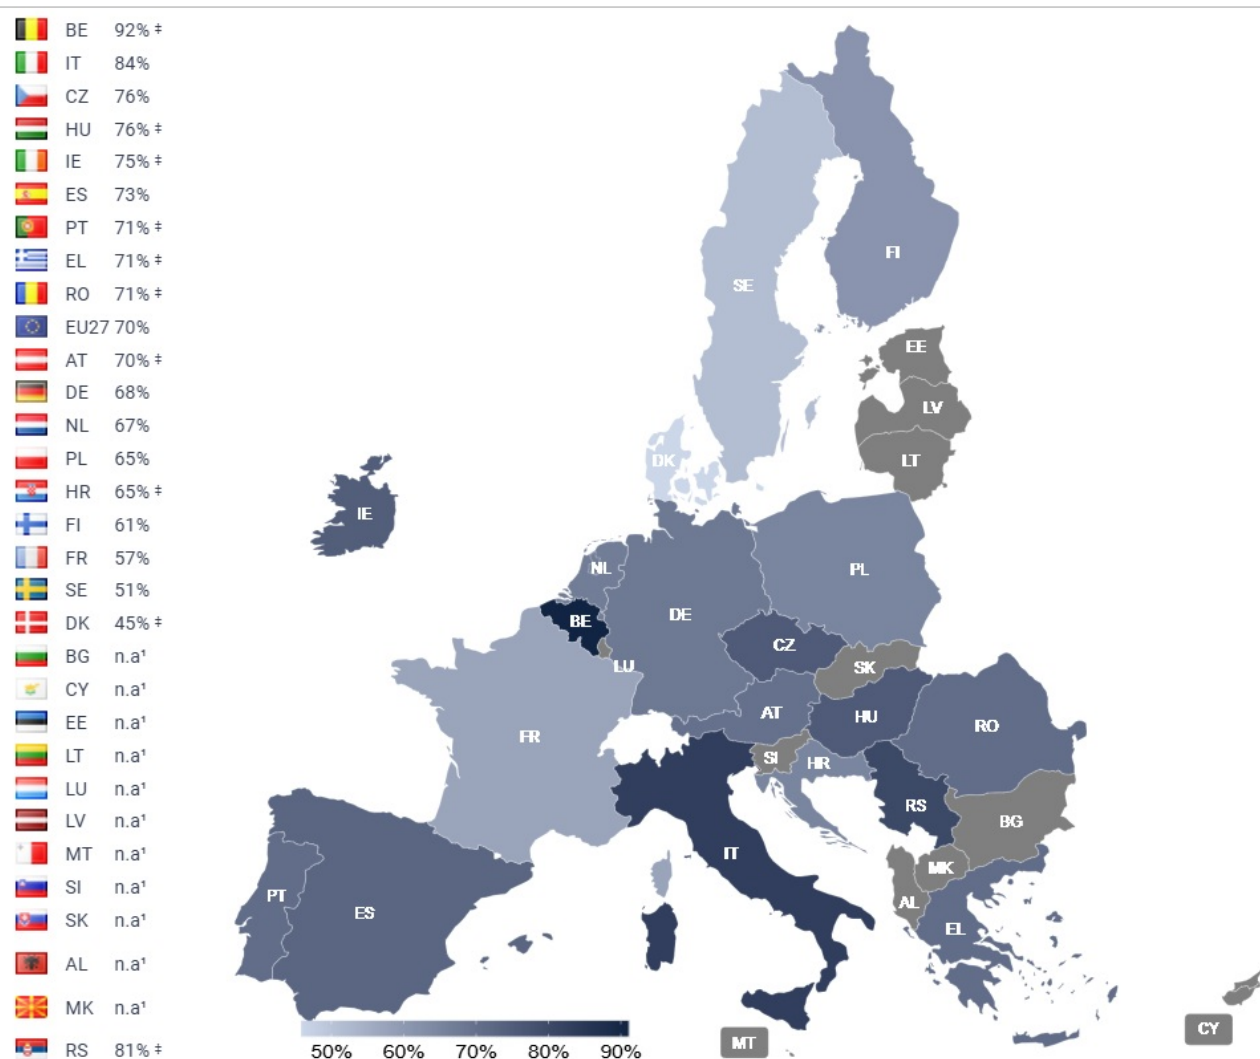 BE 92% ‡
IT 84%
CZ 76%
HU 76% ‡
IE 75% ‡
ES 73%
PT 71% ‡
EL 71% ‡
RO 71% ‡
EU27 70%
AT 70% ‡
DE 68%
NL 67%
PL 65%
HR 65% ‡
FI 61%
FR 57%
SE 51%
DK 45% ‡
BG n.a¹
CY n.a¹
EE n.a¹
LT n.a¹
LU n.a¹
LV n.a¹
MT n.a¹
SI n.a¹
SK n.a¹
AL n.a¹
MK n.a¹
RS 81% ‡
FI
SE
EE
LV
DK
LT
IE
NL
PL
DE
BE
CZ
LU
SK
AT
HU
RO
FR
SI
HR
RS
BG
IT
MK
PT
AL
ES
EL
CY
MT
50% 60% 70% 80% 90%